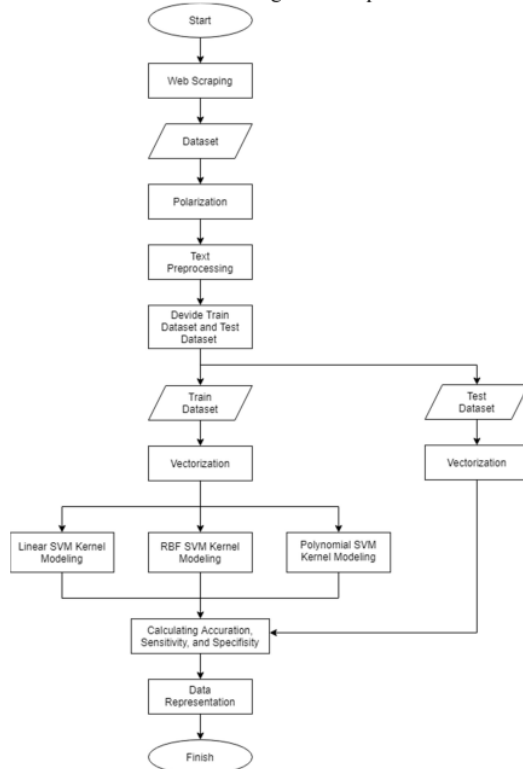 Start
Web Scraping
Dataset
Polarization
Text
Preprocessing
Devide Train
Dataset and Test
Dataset
Train
Dataset
Test
Dataset
Vectorization
Vectorization
Linear SVM Kernel
Modeling
RBF SVM Kernel
Modeling
Polynomial SVM
Kernel Modeling
Calculating Accuration,
Sensitivity, and Specifisity
Data
Representation
Finish